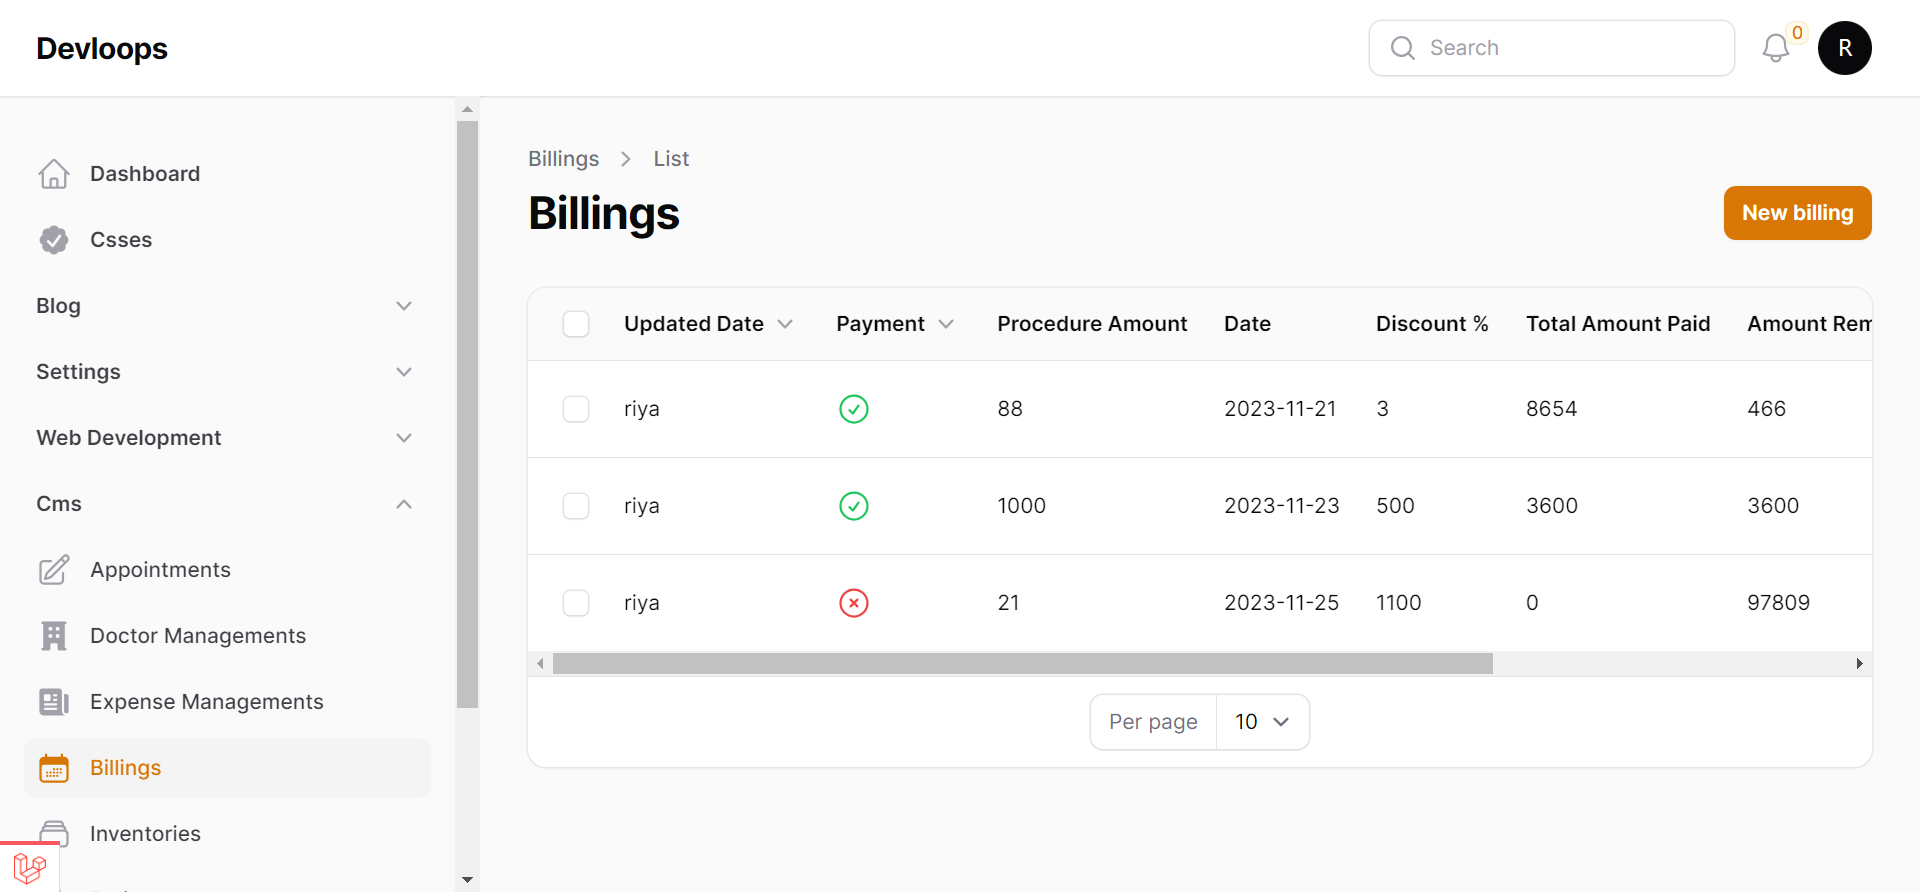 Devloops
Search
0
R
Dashboard
Csses
Blog
Settings
Web Development
Cms
Appointments
Doctor Managements
Expense Managements
Billings
Inventories
Billings > List
Billings
New billing
Updated Date Payment Procedure Amount Date Discount % Total Amount Paid Amount Rem
riya 88 2023-11-21 3 8654 466
riya 1000 2023-11-23 500 3600 3600
riya 21 2023-11-25 1100 0 97809
Per page 10